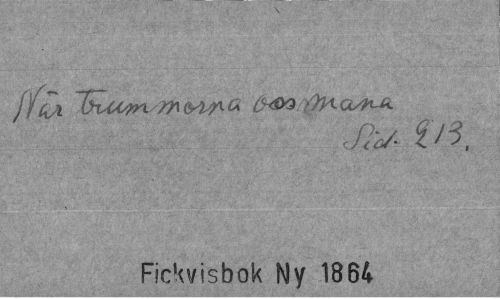 När trummorna oss mana
Sid. 213.
Fickvisbok Ny 1864